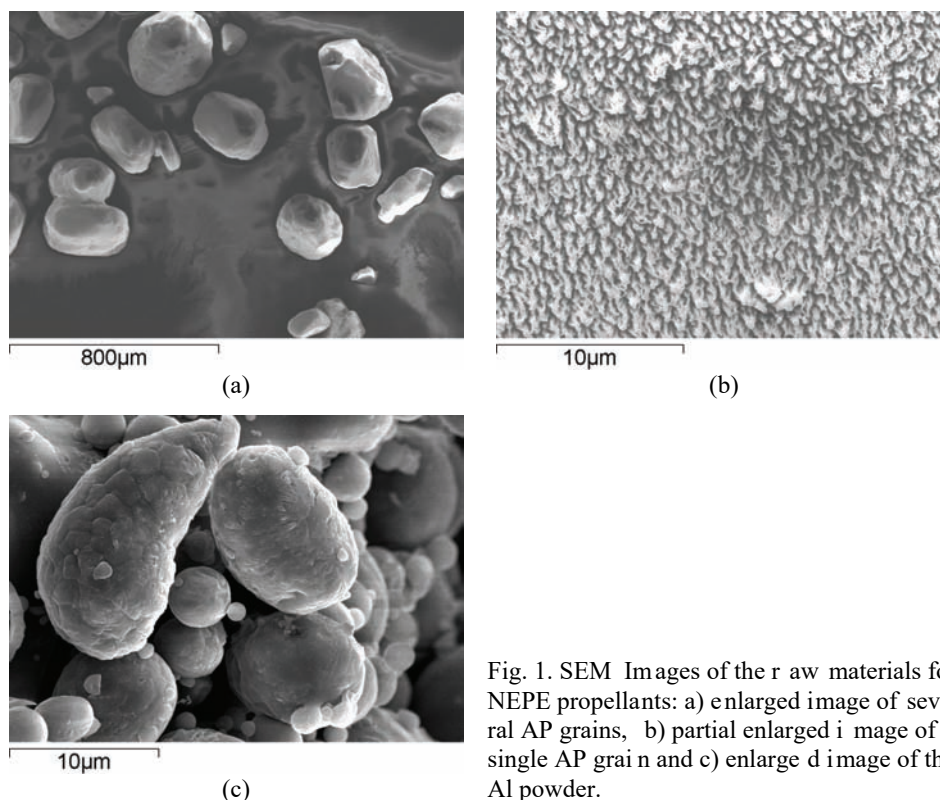 800µm
(a)
10µm
(b)
10µm
(c)
Fig. 1. SEM Images of the r aw materials fo
NEPE propellants: a) enlarged image of seve
ral AP grains, b) partial enlarged i mage of
single AP grai n and c) enlarge d image of th
Al powder.